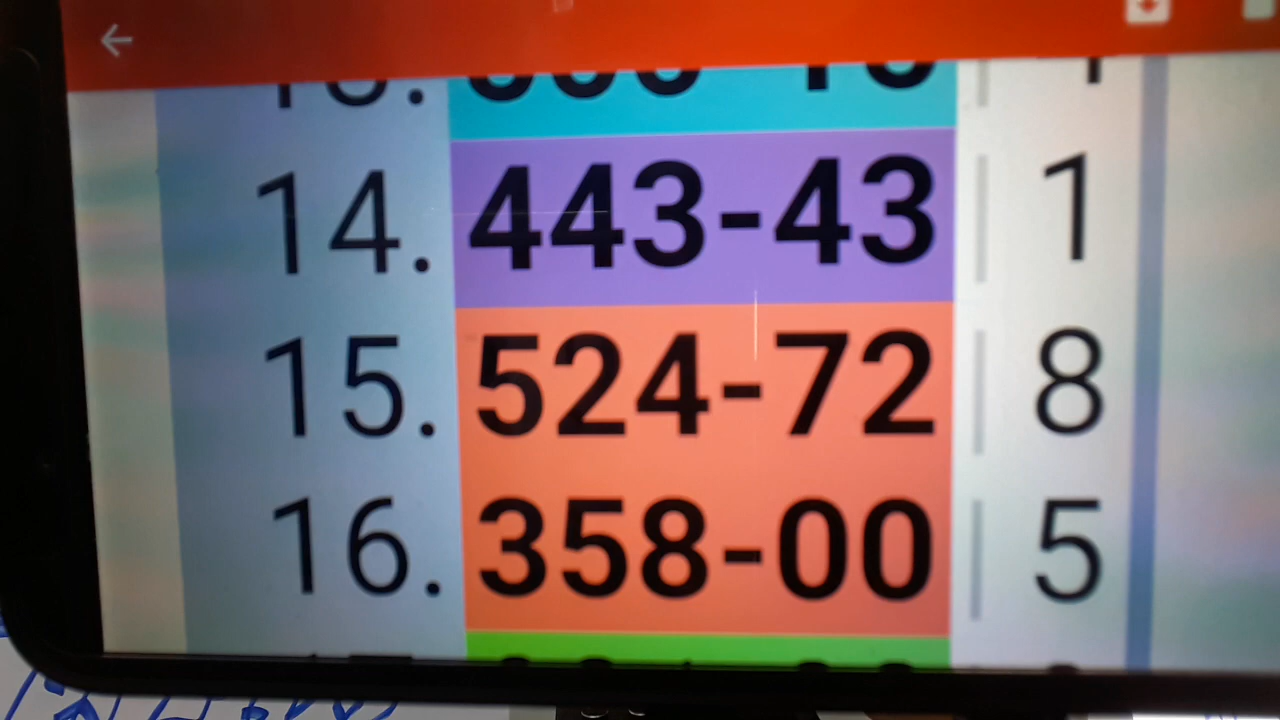 14. 443-43 | 1
15. 524-72 | 8
16. 358-00 | 5